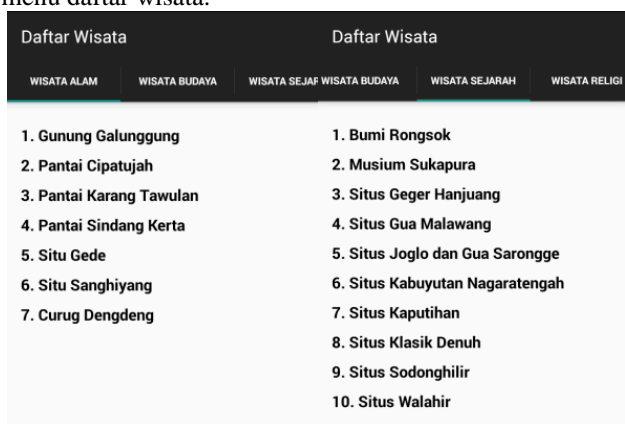 menu daftar wisata.
Daftar Wisata
WISATA ALAM WISATA BUDAYA WISATA SEJAR
1. Gunung Galunggung
2. Pantai Cipatujah
3. Pantai Karang Tawulan
4. Pantai Sindang Kerta
5. Situ Gede
6. Situ Sanghiyang
7. Curug Dengdeng
Daftar Wisata
WISATA BUDAYA WISATA SEJARAH WISATA RELIGI
1. Bumi Rongsok
2. Musium Sukapura
3. Situs Geger Hanjuang
4. Situs Gua Malawang
5. Situs Joglo dan Gua Sarongge
6. Situs Kabuyutan Nagaratengah
7. Situs Kaputihan
8. Situs Klasik Denuh
9. Situs Sodonghilir
10. Situs Walahir